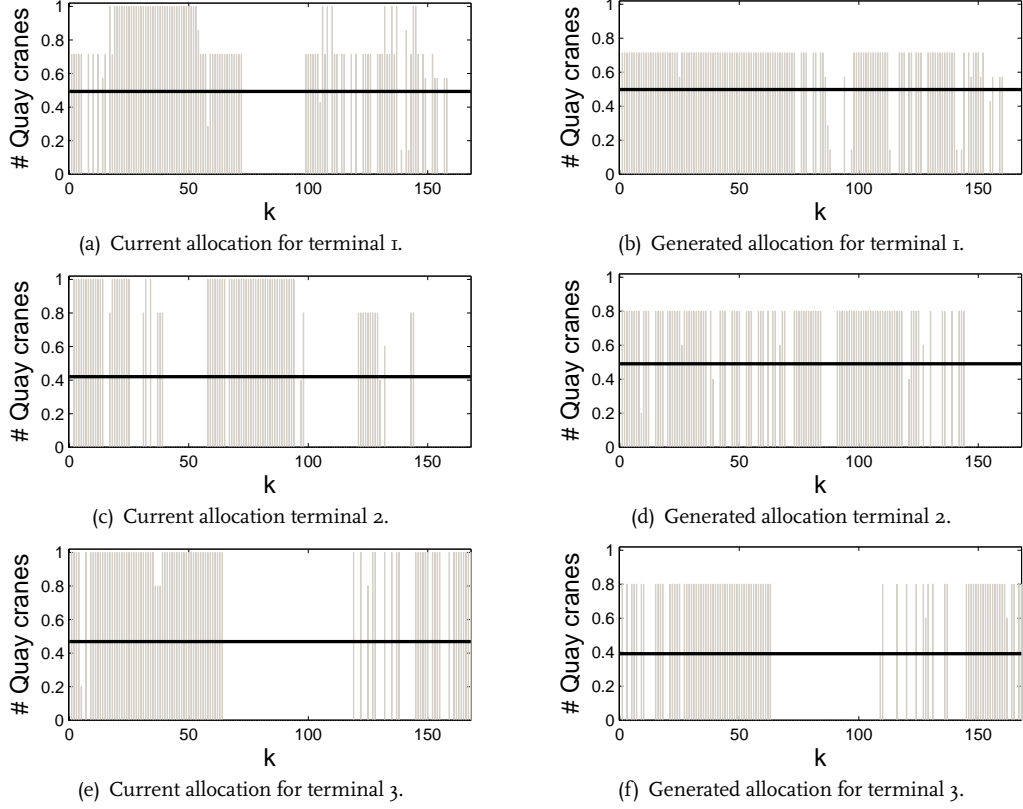 # Quay cranes
1
0.8
0.6
0.4
0.2
0
0 50 100 150
k
(a) Current allocation for terminal 1.
# Quay cranes
1
0.8
0.6
0.4
0.2
0
0 50 100 150
k
(b) Generated allocation for terminal 1.
# Quay cranes
1
0.8
0.6
0.4
0.2
0
0 50 100 150
k
(c) Current allocation terminal 2.
# Quay cranes
1
0.8
0.6
0.4
0.2
0
0 50 100 150
k
(d) Generated allocation terminal 2.
# Quay cranes
1
0.8
0.6
0.4
0.2
0
0 50 100 150
k
(e) Current allocation for terminal 3.
# Quay cranes
1
0.8
0.6
0.4
0.2
0
0 50 100 150
k
(f) Generated allocation for terminal 3.